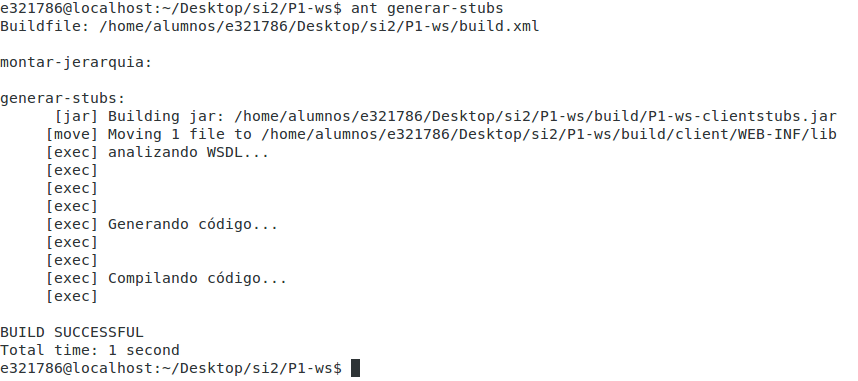 e321786@localhost:~/Desktop/si2/P1-ws$ ant generar-stubs
Buildfile: /home/alumnos/e321786/Desktop/si2/P1-ws/build.xml
montar-jerarquia:
generar-stubs:
[jar] Building jar: /home/alumnos/e321786/Desktop/si2/P1-ws/build/P1-ws-clientstubs.jar
[move] Moving 1 file to /home/alumnos/e321786/Desktop/si2/P1-ws/build/client/WEB-INF/lib
[exec] analizando WSDL...
[exec]
[exec]
[exec]
[exec] Generando código...
[exec]
[exec]
[exec] Compilando código...
[exec]
BUILD SUCCESSFUL
Total time: 1 second
e321786@localhost:~/Desktop/si2/P1-ws$